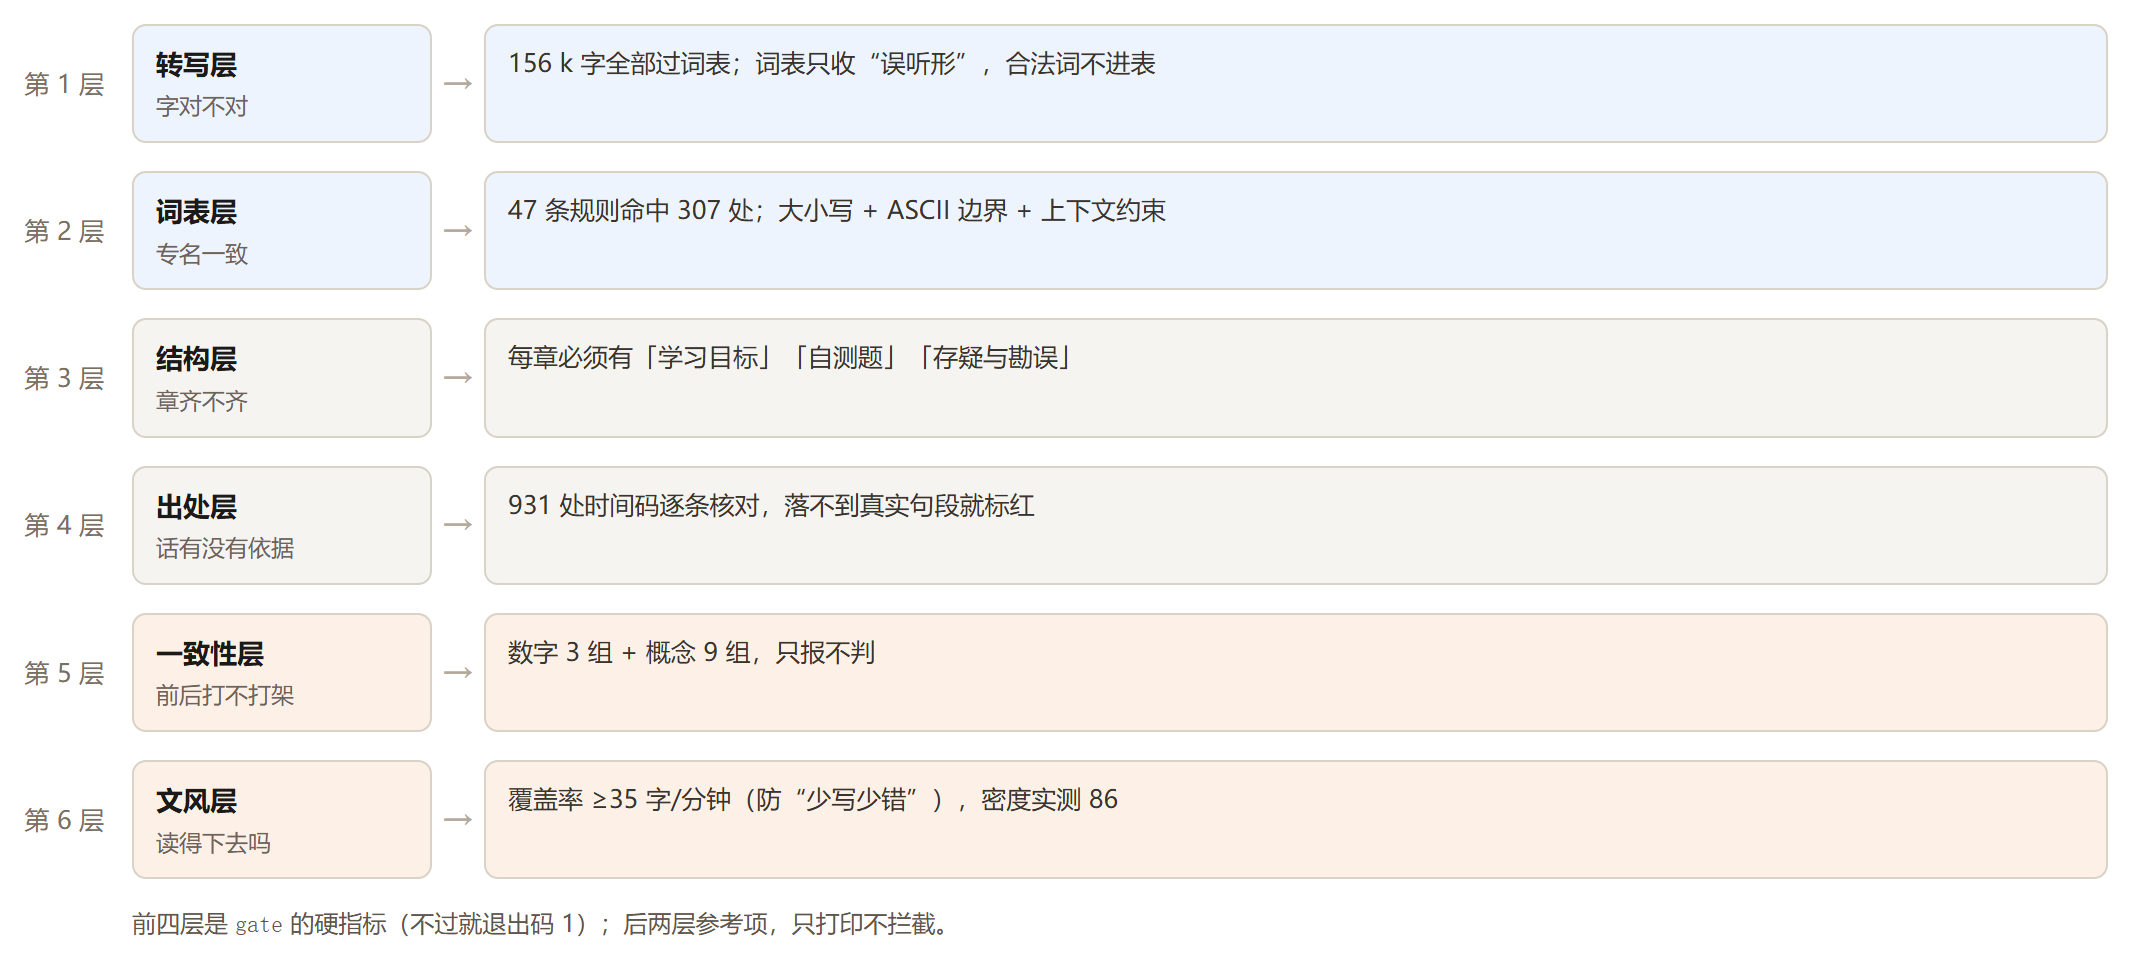 第 1 层
转写层
字对不对
→
156 k 字全部过词表；词表只收“误听形”，合法词不进表
第 2 层
词表层
专名一致
→
47 条规则命中 307 处；大小写 + ASCII 边界 + 上下文约束
第 3 层
结构层
章齐不齐
→
每章必须有「学习目标」「自测题」「存疑与勘误」
第 4 层
出处层
话有没有依据
→
931 处时间码逐条核对，落不到真实句段就标红
第 5 层
一致性层
前后打不打架
→
数字 3 组 + 概念 9 组，只报不判
第 6 层
文风层
读得下去吗
→
覆盖率 ≥35 字/分钟（防“少写少错”），密度实测 86
前四层是 gate 的硬指标（不过就退出码 1）；后两层参考项，只打印不拦截。